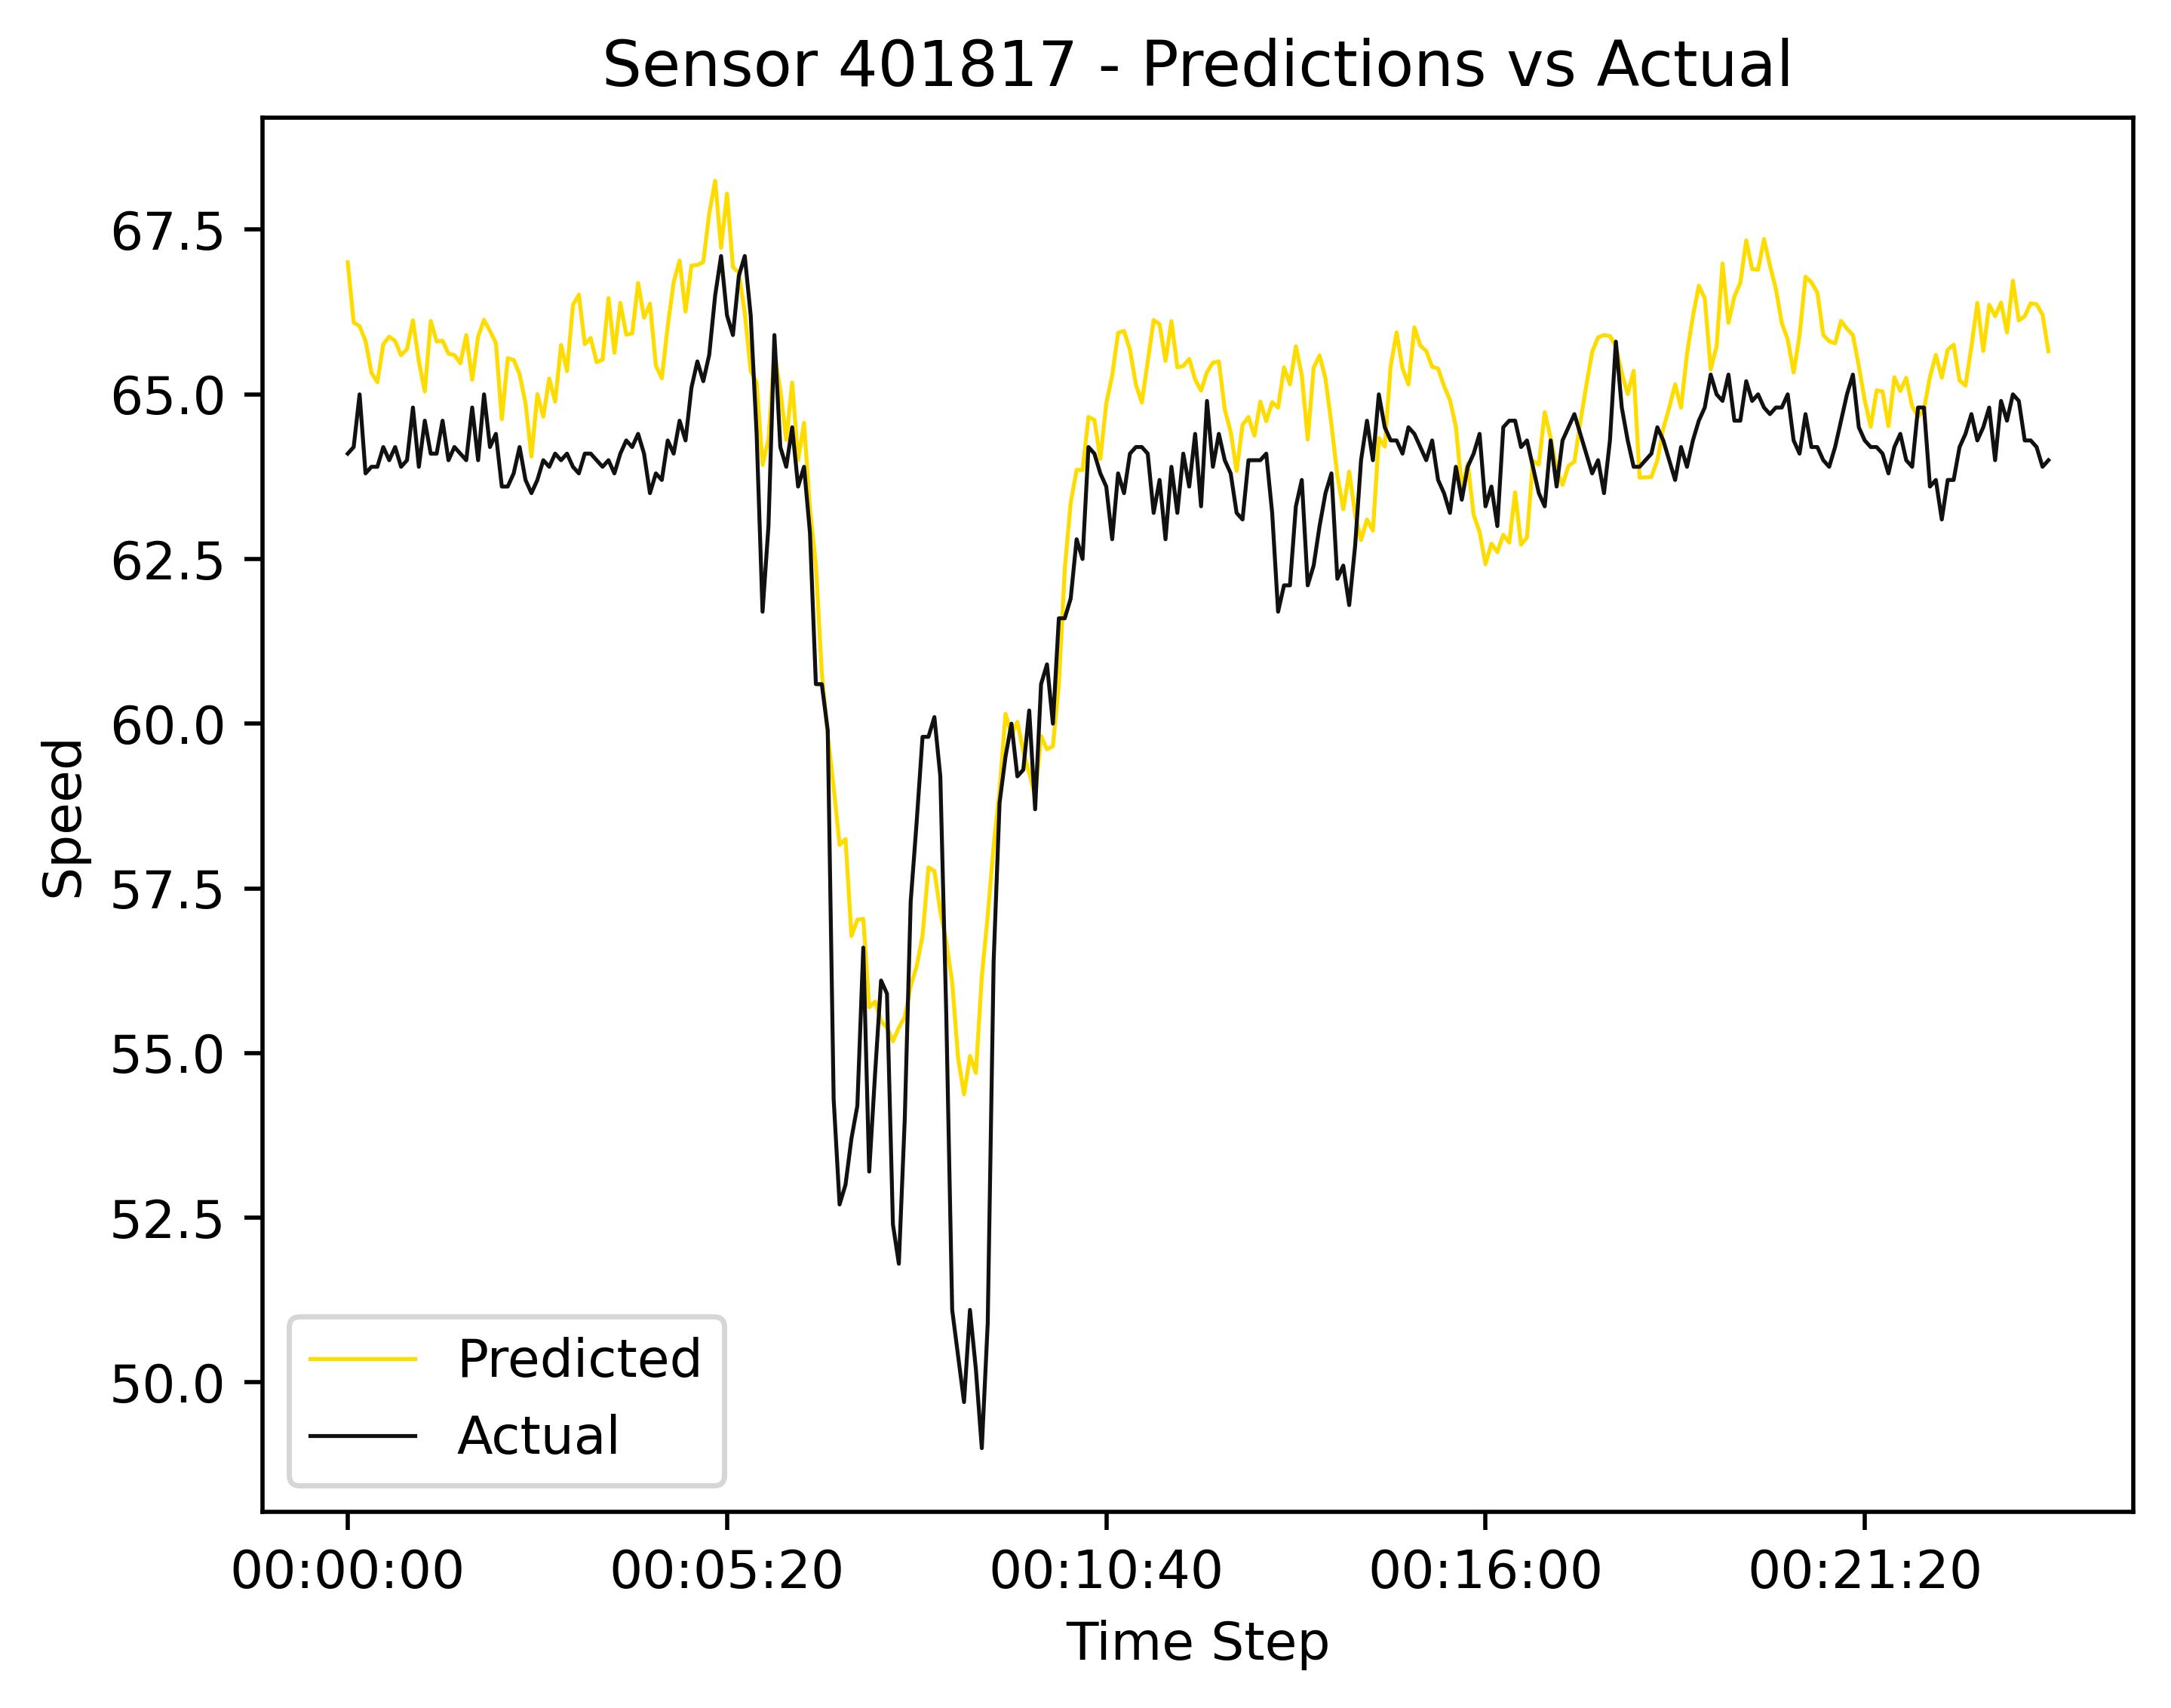 Sensor 401817 - Predictions vs Actual
67.5
65.0
62.5
60.0
57.5
55.0
52.5
50.0
Speed
Predicted
Actual
00:00:00 00:05:20 00:10:40 00:16:00 00:21:20
Time Step